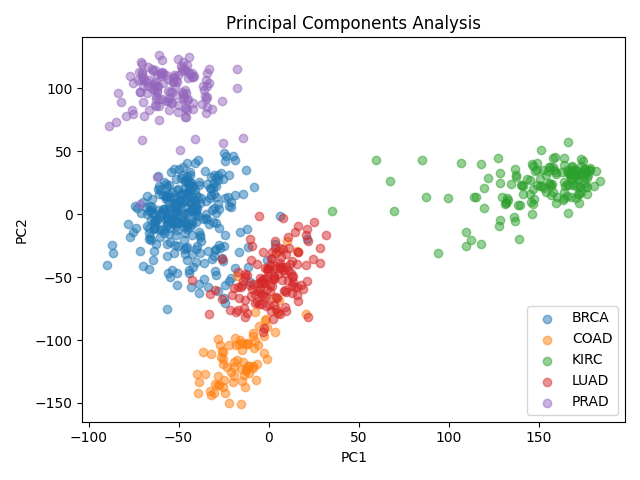 Principal Components Analysis
PC2
100
50
0
−50
−100
−150
−100
−50
0
50
100
150
PC1
BRCA
COAD
KIRC
LUAD
PRAD